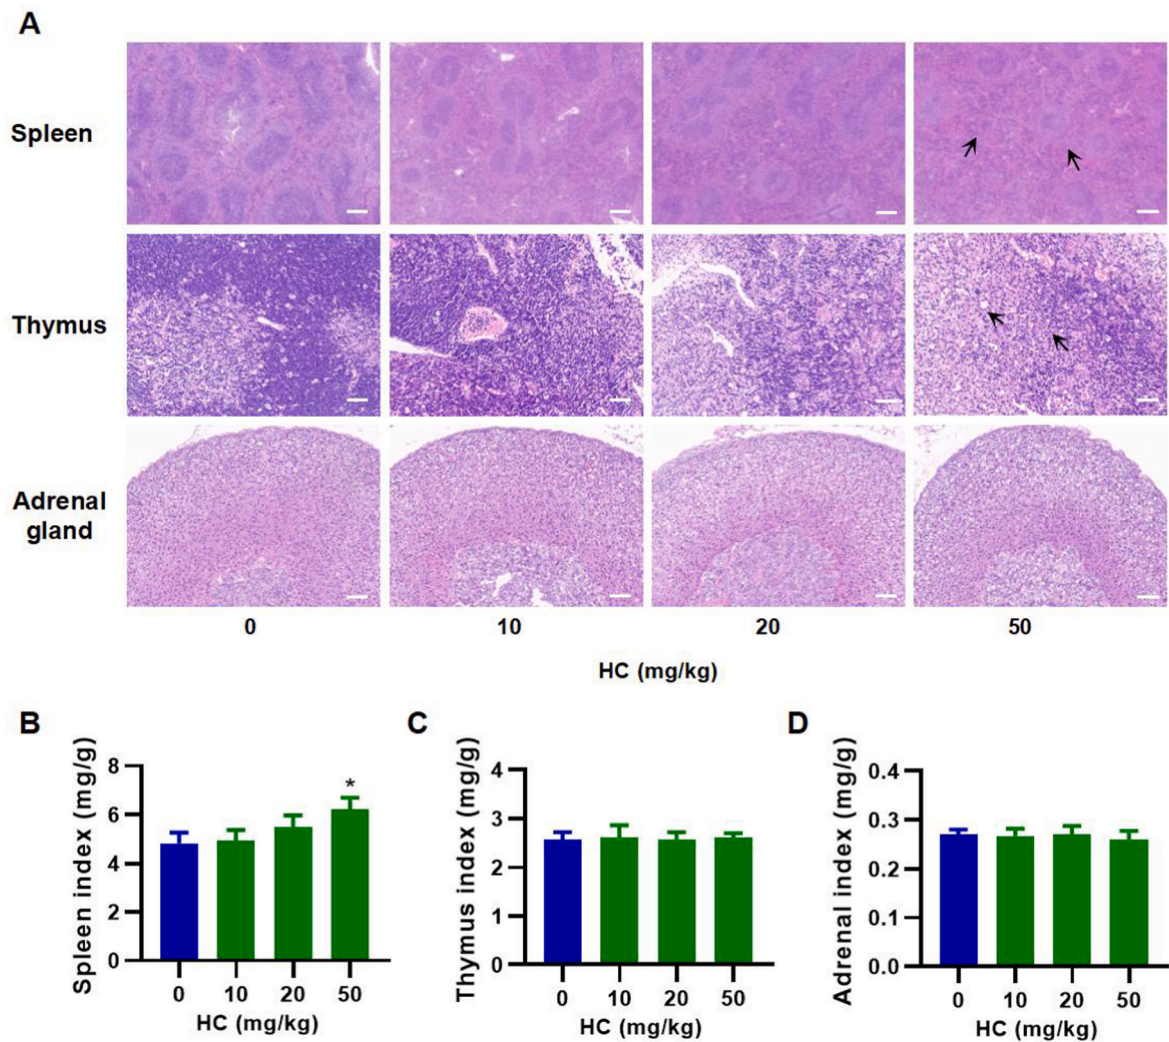 A
Spleen
Thymus
Adrenal
gland
0 10 20 50
HC (mg/kg)
B
Spleen index (mg/g)
8
6
4
2
0
*
0 10 20 50
HC (mg/kg)
C
Thymus index (mg/g)
4
3
2
1
0
0 10 20 50
HC (mg/kg)
D
Adrenal index (mg/g)
0.4
0.3
0.2
0.1
0.0
0 10 20 50
HC (mg/kg)